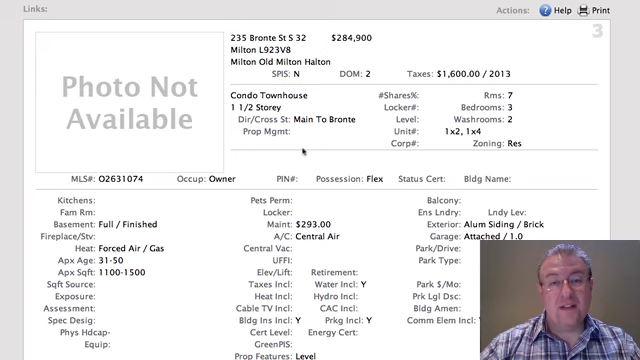 Links: Actions: Help Print
3
Photo Not Available
235 Bronte St S 32 $284,900
Milton L923V8
Milton Old Milton Halton
SPIS: N DOM: 2 Taxes: $1,600.00 / 2013
Condo Townhouse #Shares%: Rms: 7
1 1/2 Storey Locker#: Bedrooms: 3
Dir/Cross St: Main To Bronte Level: Washrooms: 2
Prop Mgmt: Unit#: 1x2, 1x4
Corp#: Zoning: Res
MLS#: O2631074 Occup: Owner PIN#: Possession: Flex Status Cert: Bldg Name:
Kitchens: Pets Perm: Balcony:
Fam Rm: Locker: Ens Lndry: Lndy Lev:
Basement: Full / Finished Maint: $293.00 Exterior: Alum Siding / Brick
Fireplace/Stv: A/C: Central Air Garage: Attached / 1.0
Heat: Forced Air / Gas Central Vac: Park/Drive:
Apx Age: 31-50 UFFI: Park Type:
Apx Sqft: 1100-1500 Elev/Lift: Retirement:
Sqft Source: Taxes Incl: Water Incl: Y Park $/Mo:
Exposure: Heat Incl: Hydro Incl: Prk Lgl Dsc:
Assessment: Cable TV Incl: CAC Incl: Bldg Amen:
Spec Desig: Bldg Ins Incl: Y Prkg Incl: Y Comm Elem Inc:
Phys Hdcap- Cert Level: Energy Cert:
Equip: GreenPIS:
Prop Features: Level